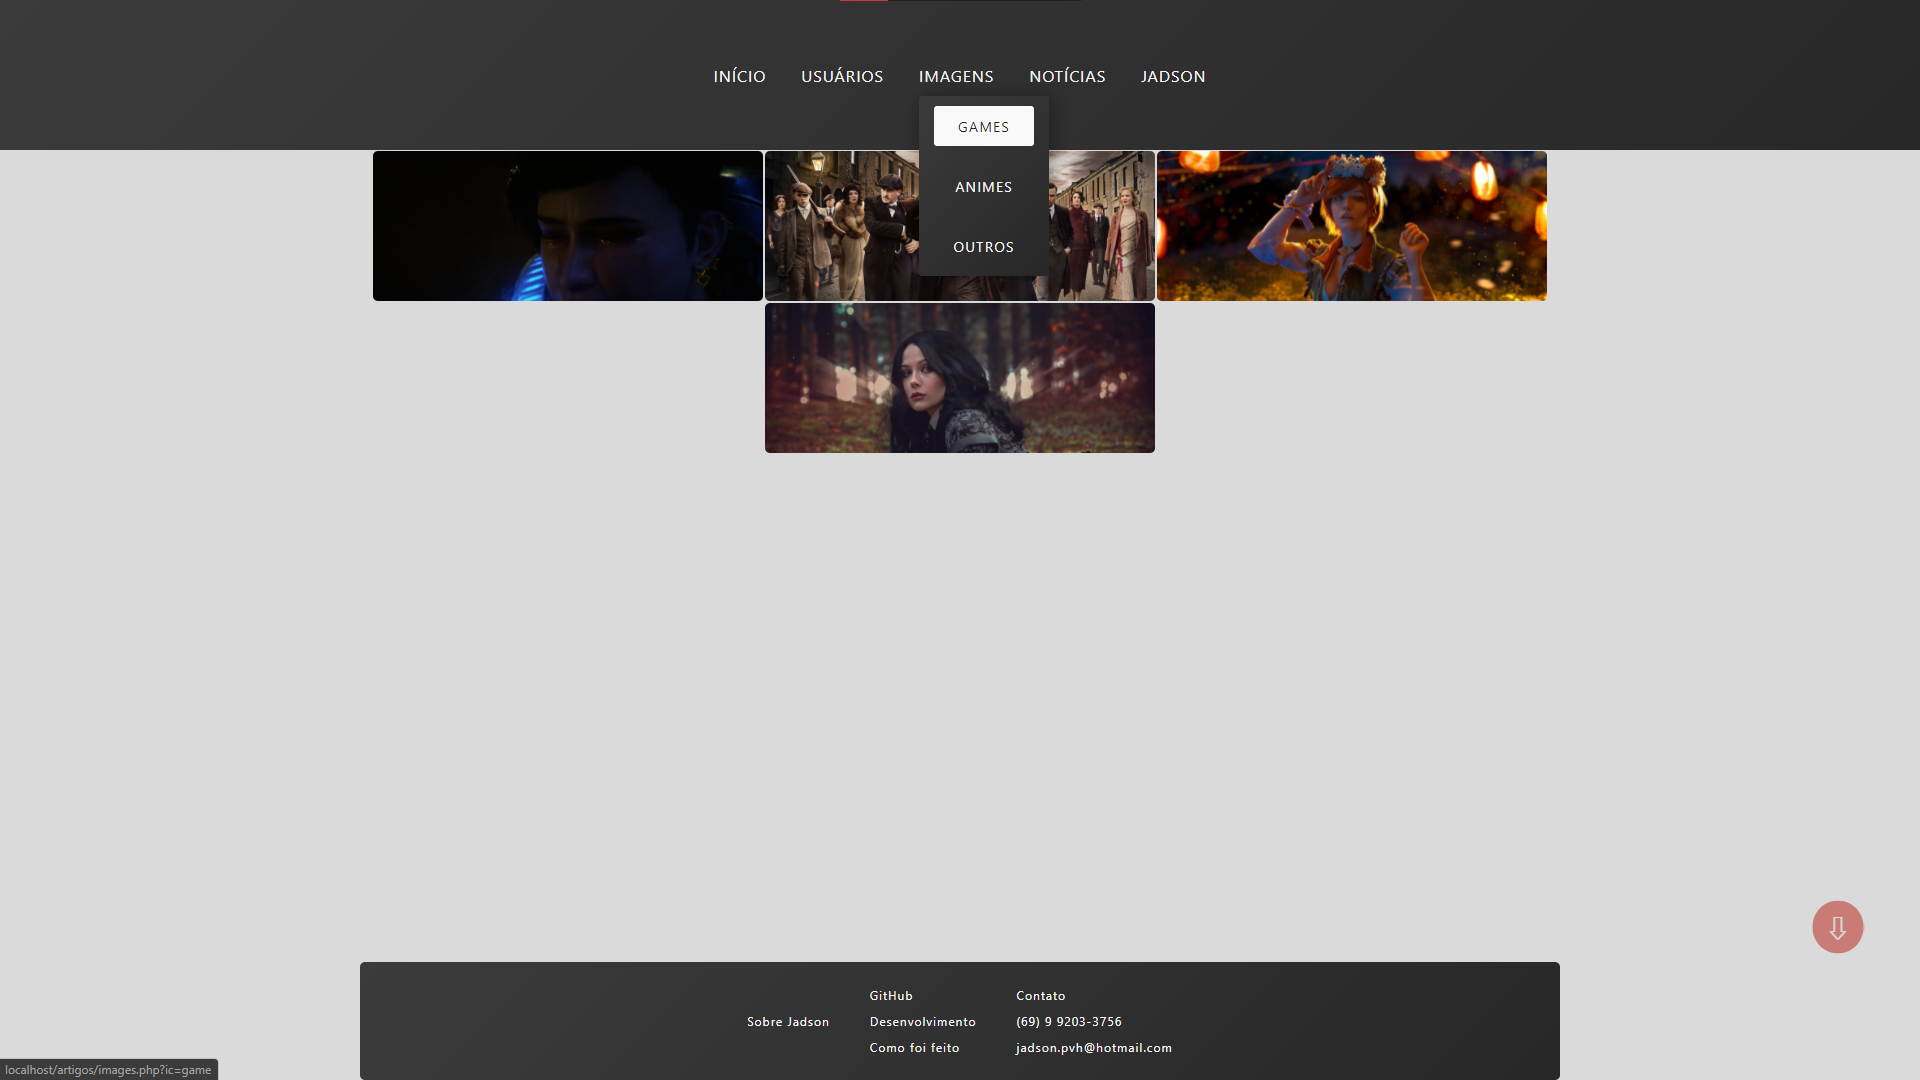 INÍCIO USUÁRIOS IMAGENS NOTÍCIAS JADSON
GAMES
ANIMES
OUTROS
Sobre Jadson
GitHub
Desenvolvimento
Como foi feito
Contato
(69) 9 9203-3756
jadson.pvh@hotmail.com
localhost/artigos/images.php?ic=game